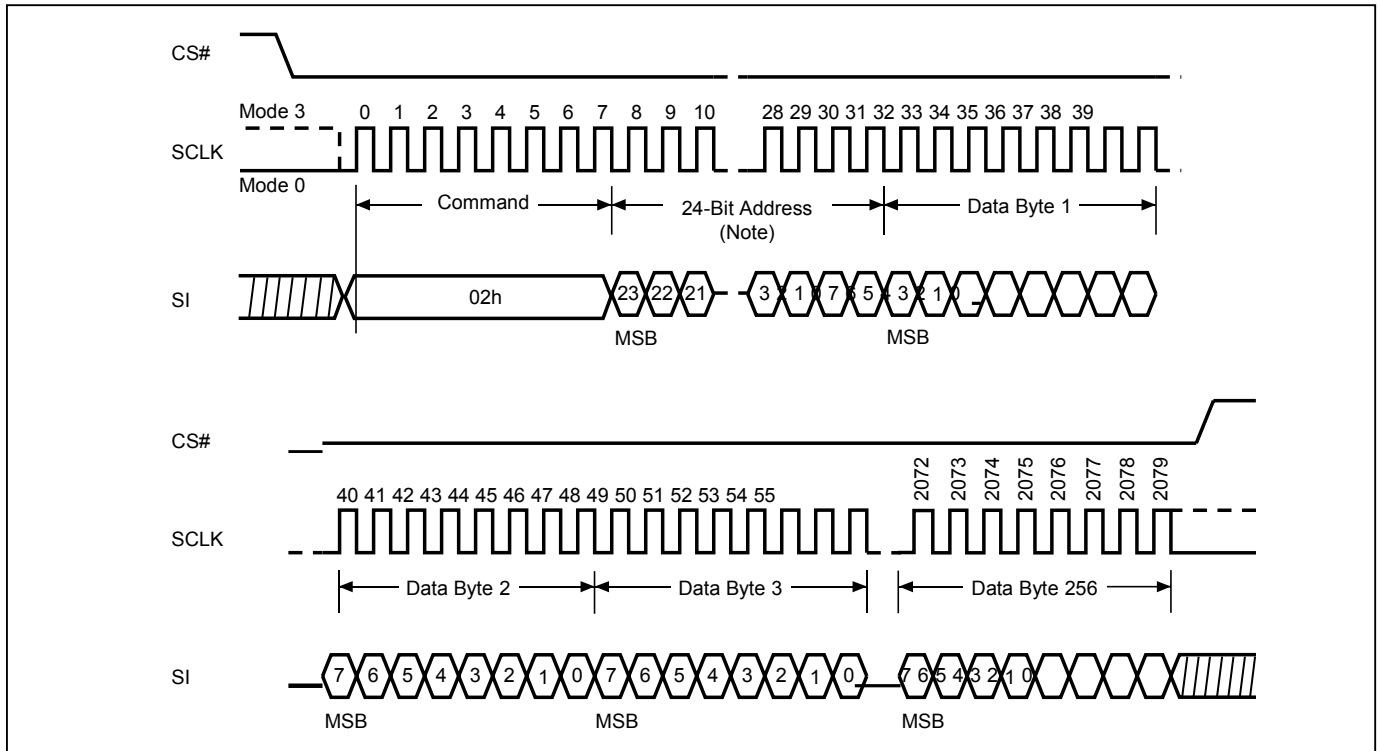 CS#
Mode 3
0 1 2 3 4 5 6 7 8 9 10 28 29 30 31 32 33 34 35 36 37 38 39
SCLK
Mode 0
Command
24-Bit Address
(Note)
Data Byte 1
SI
02h
23 22 21 3 2 1 0 7 6 5 4 3 2 1 0
MSB MSB
CS#
40 41 42 43 44 45 46 47 48 49 50 51 52 53 54 55 2072 2073 2074 2075 2076 2077 2078 2079
SCLK
Data Byte 2 Data Byte 3 Data Byte 256
SI
7 6 5 4 3 2 1 0 7 6 5 4 3 2 1 0 7 6 5 4 3 2 1 0
MSB MSB MSB